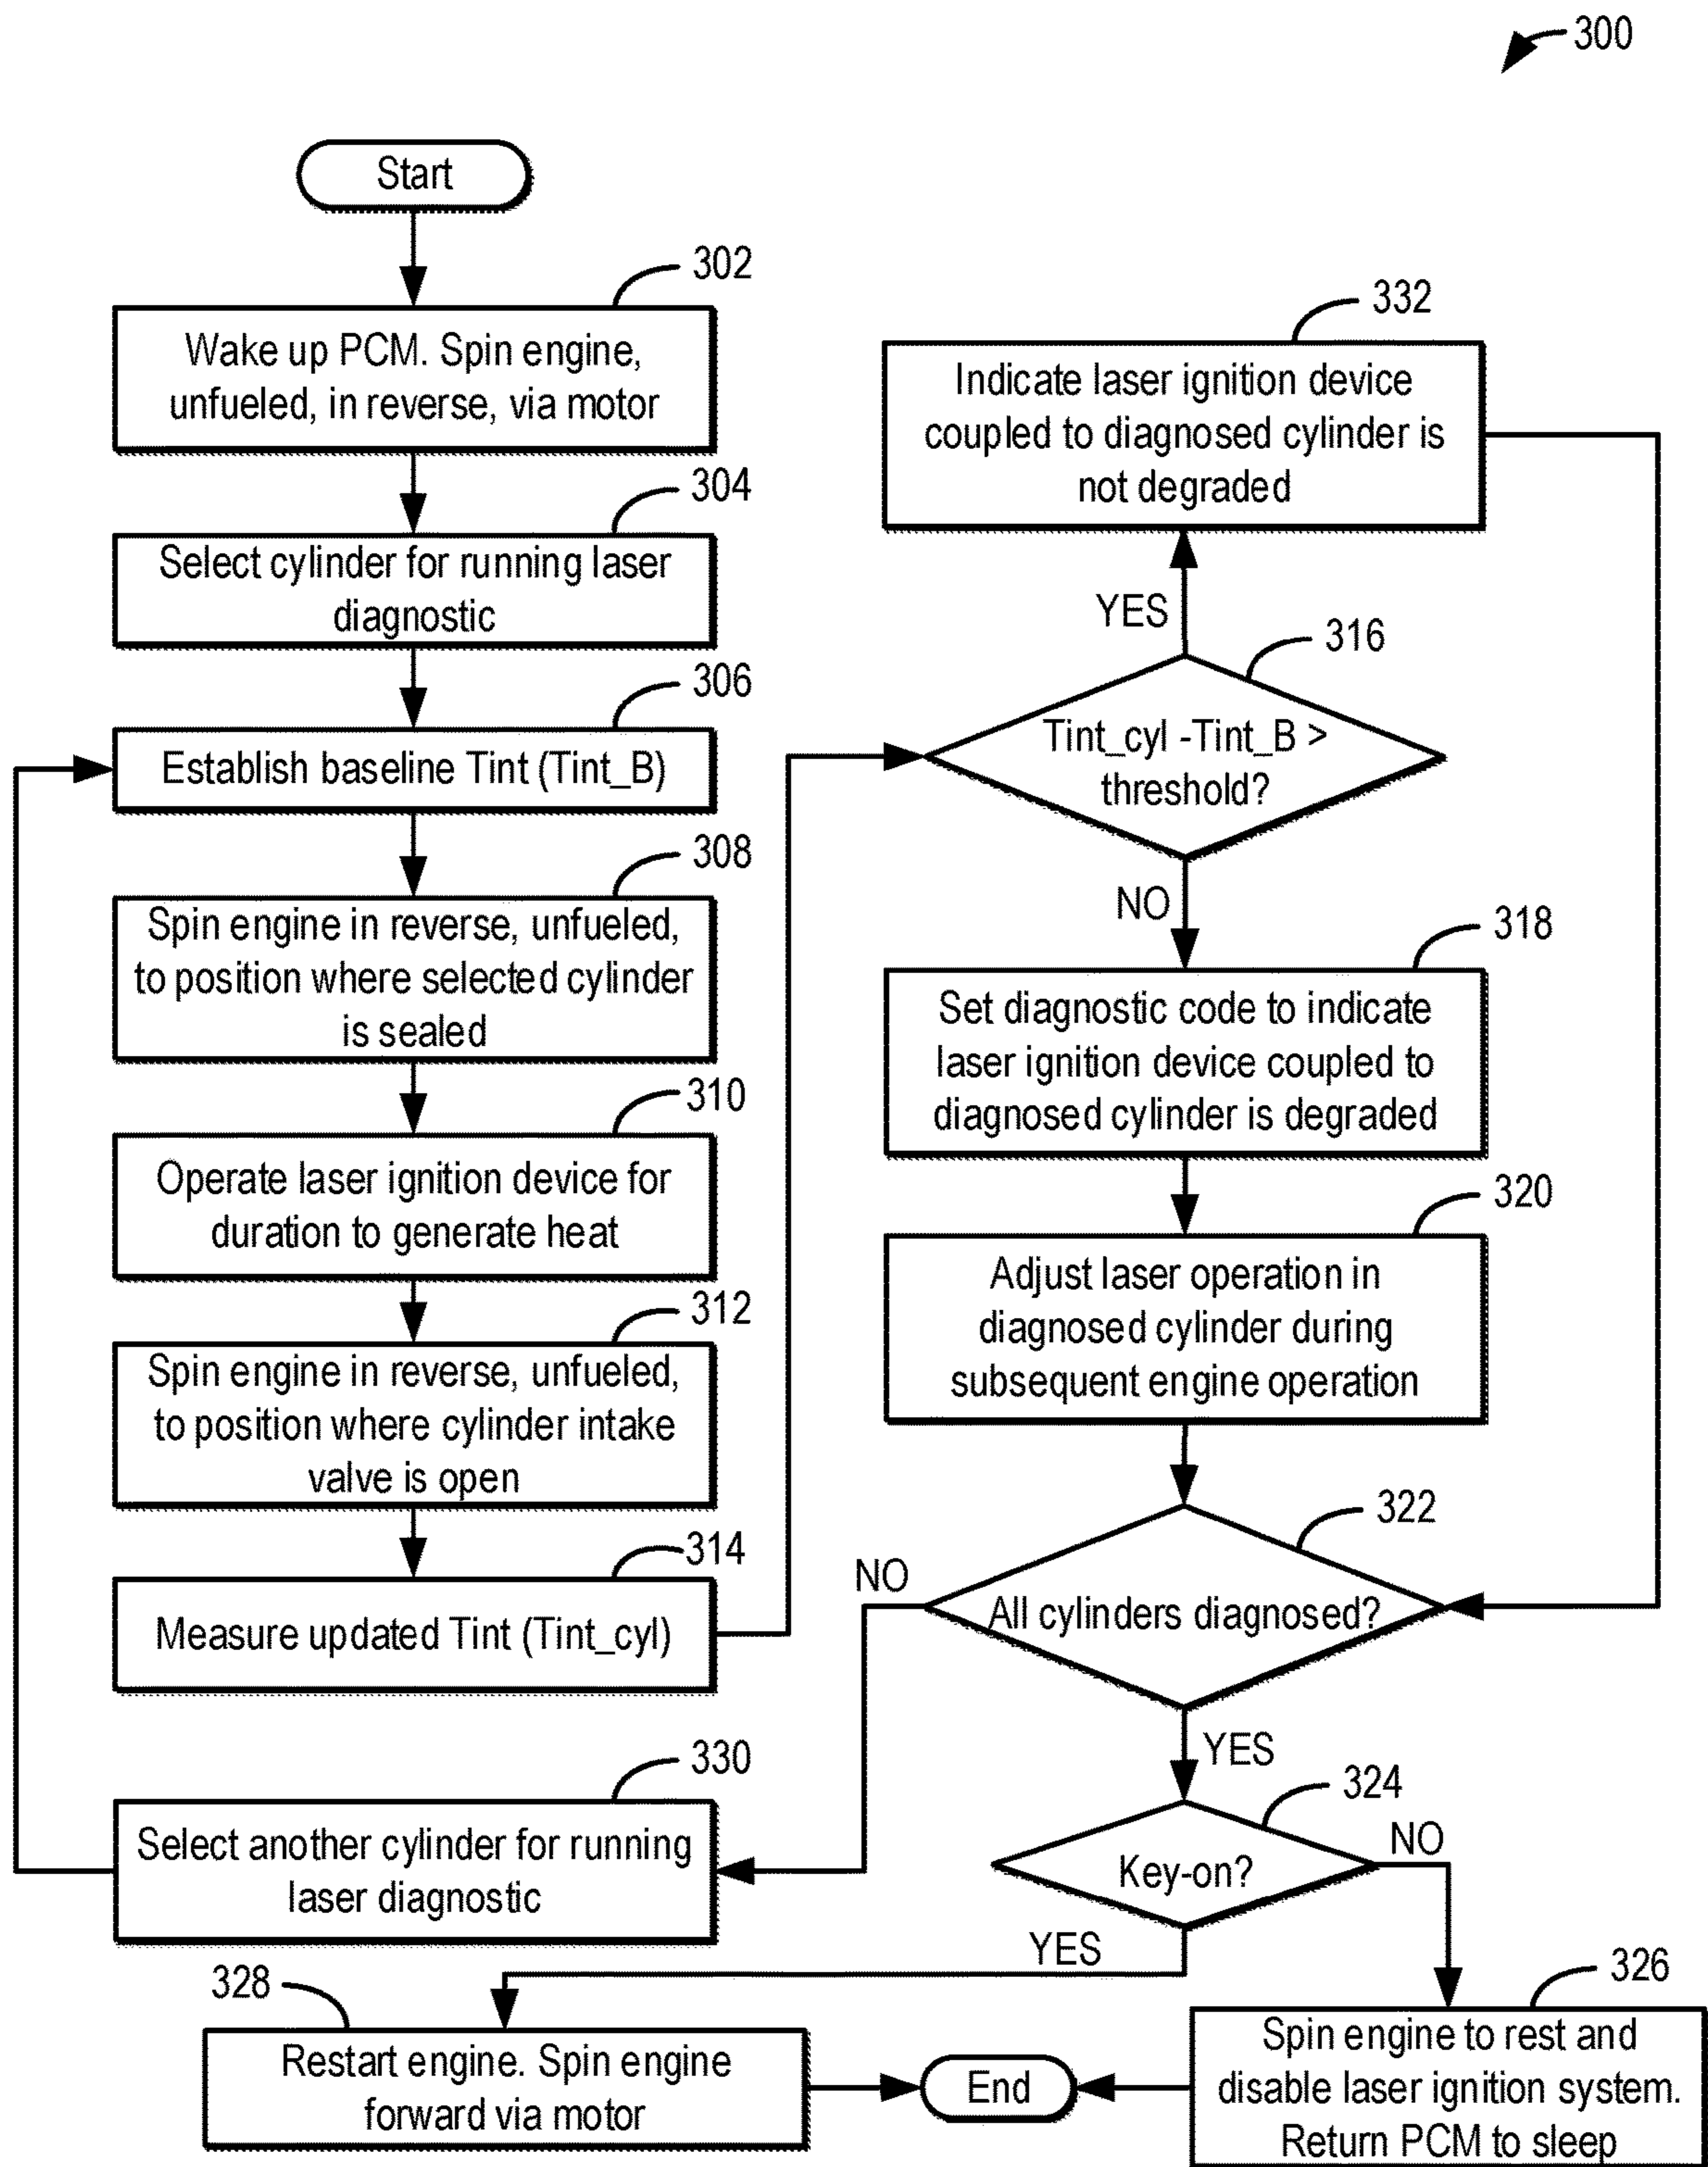 300
Start
302
Wake up PCM. Spin engine,
unfueled, in reverse, via motor
304
Select cylinder for running laser
diagnostic
306
Establish baseline Tint (Tint_B)
308
Spin engine in reverse, unfueled,
to position where selected cylinder
is sealed
310
Operate laser ignition device for
duration to generate heat
312
Spin engine in reverse, unfueled,
to position where cylinder intake
valve is open
314
Measure updated Tint (Tint_cyl)
332
Indicate laser ignition device
coupled to diagnosed cylinder is
not degraded
YES
316
Tint_cyl -Tint_B >
threshold?
NO
318
Set diagnostic code to indicate
laser ignition device coupled to
diagnosed cylinder is degraded
320
Adjust laser operation in
diagnosed cylinder during
subsequent engine operation
322
NO
All cylinders diagnosed?
YES
330
Select another cylinder for running
laser diagnostic
324
Key-on?
NO
YES
328
Restart engine. Spin engine
forward via motor
End
326
Spin engine to rest and
disable laser ignition system.
Return PCM to sleep